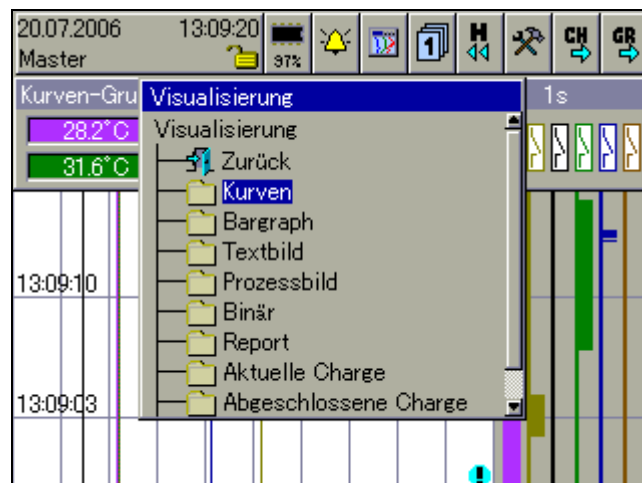 20.07.2006 13:09:20
Master
97%
1
H
CH
GR
Kurven-Gru
1s
28.2°C
31.6°C
Visualisierung
Visualisierung
Zurück
Kurven
Bargraph
Textbild
Prozessbild
Binär
Report
Aktuelle Charge
Abgeschlossene Charge
13:09:10
13:09:03